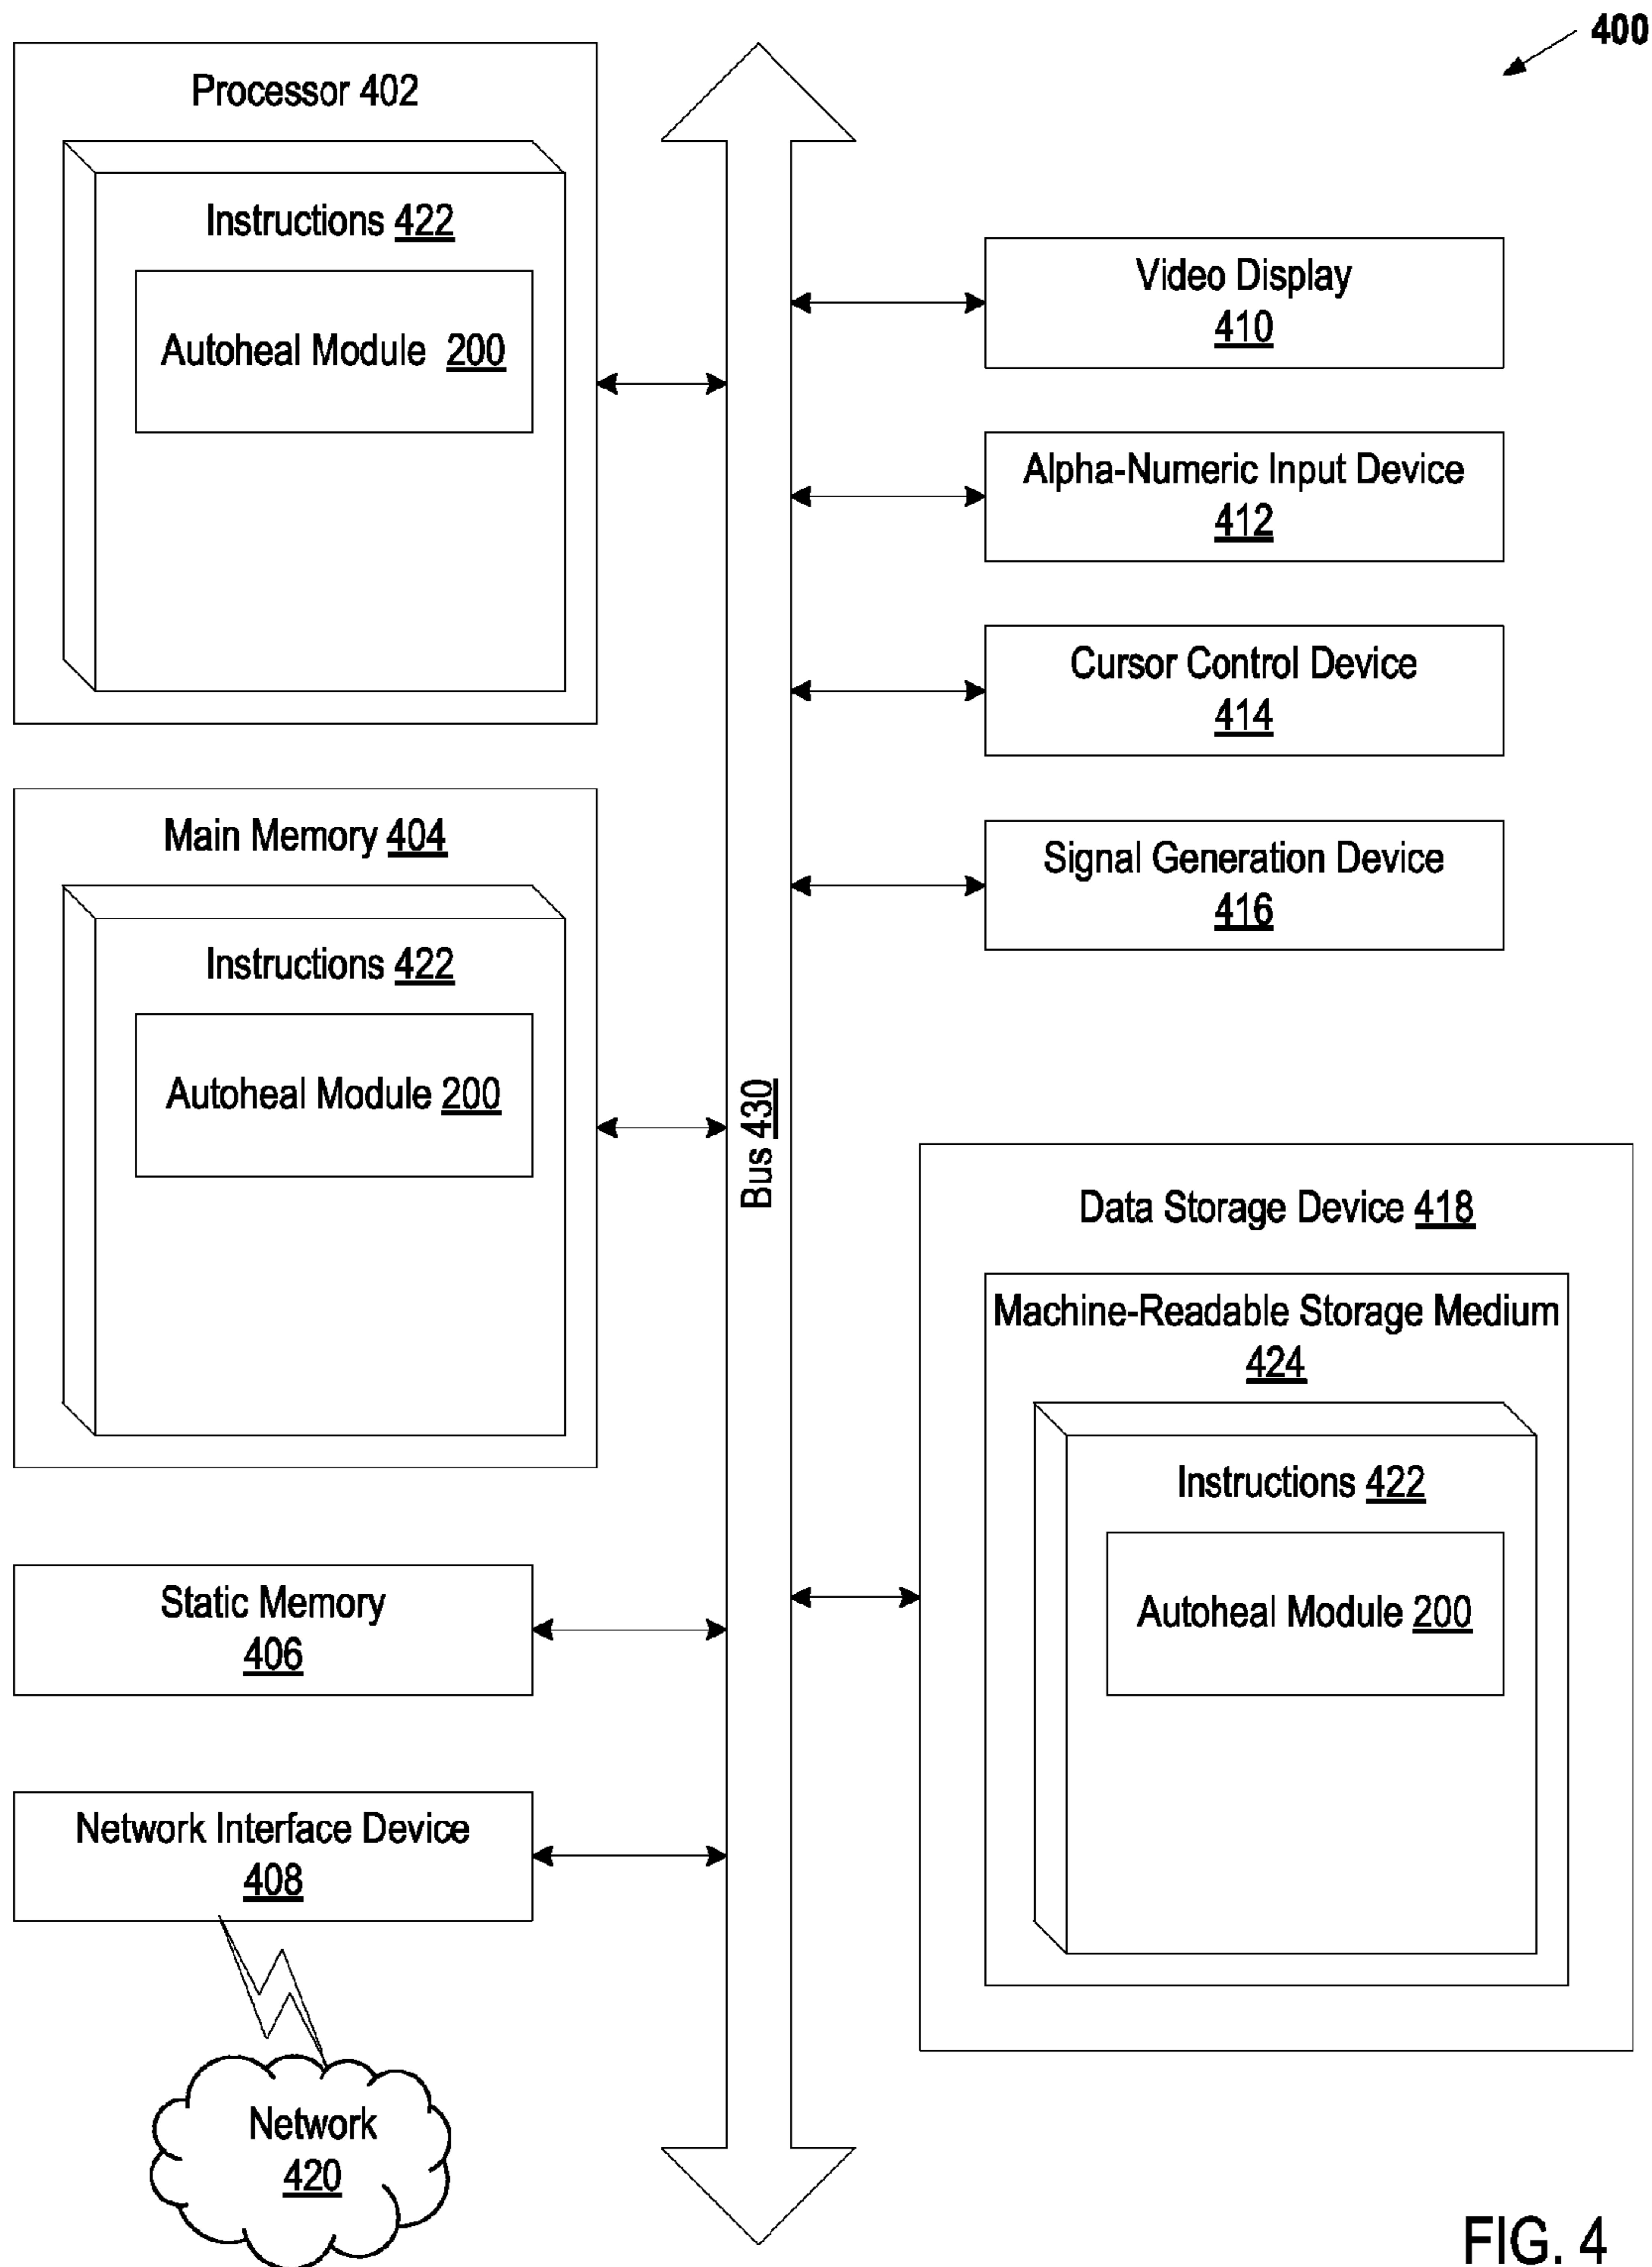 400
Processor 402
Instructions 422
Autoheal Module 200
Main Memory 404
Instructions 422
Autoheal Module 200
Static Memory
406
Network Interface Device
408
Network
420
Bus 430
Video Display
410
Alpha-Numeric Input Device
412
Cursor Control Device
414
Signal Generation Device
416
Data Storage Device 418
Machine-Readable Storage Medium
424
Instructions 422
Autoheal Module 200
FIG. 4